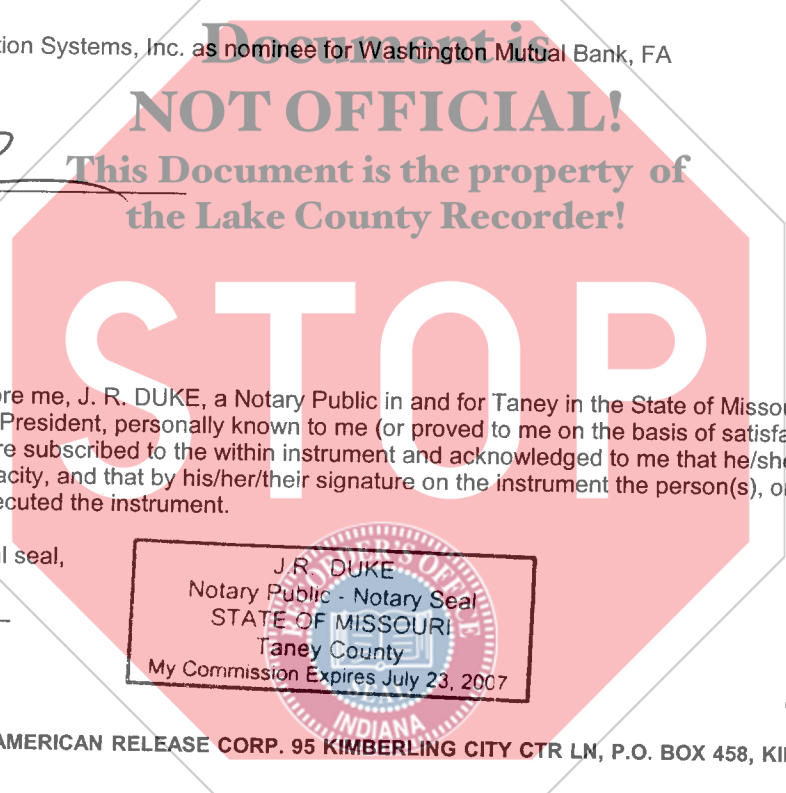 Document is
tion Systems, Inc. as nominee for Washington Mutual Bank, FA
NOT OFFICIAL!
This Document is the property of
the Lake County Recorder!
STOP
ore me, J. R. DUKE, a Notary Public in and for Taney in the State of Missou
President, personally known to me (or proved to me on the basis of satisfa
re subscribed to the within instrument and acknowledged to me that he/she
acity, and that by his/her/their signature on the instrument the person(s), or
ecuted the instrument.
l seal,
J.R. DUKE
Notary Public - Notary Seal
STATE OF MISSOURI
Taney County
My Commission Expires July 23, 2007
RECORDER'S OFFICE
SEAL
INDIANA
AMERICAN RELEASE CORP. 95 KIMBERLING CITY CTR LN, P.O. BOX 458, KI